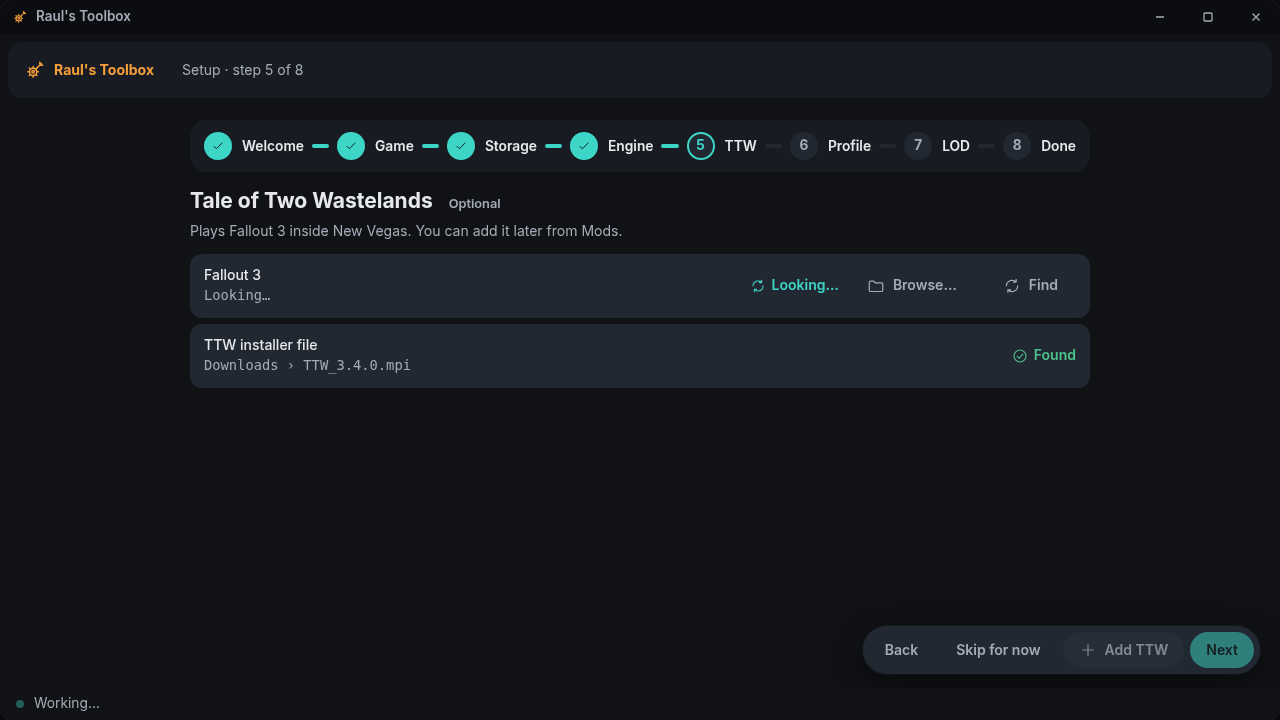 Raul's Toolbox
Raul's Toolbox Setup · step 5 of 8
Welcome Game Storage Engine 5 TTW 6 Profile 7 LOD 8 Done
Tale of Two Wastelands Optional
Plays Fallout 3 inside New Vegas. You can add it later from Mods.
Fallout 3
Looking…
Looking… Browse… Find
TTW installer file
Downloads › TTW_3.4.0.mpi
Found
Back Skip for now Add TTW Next
Working…